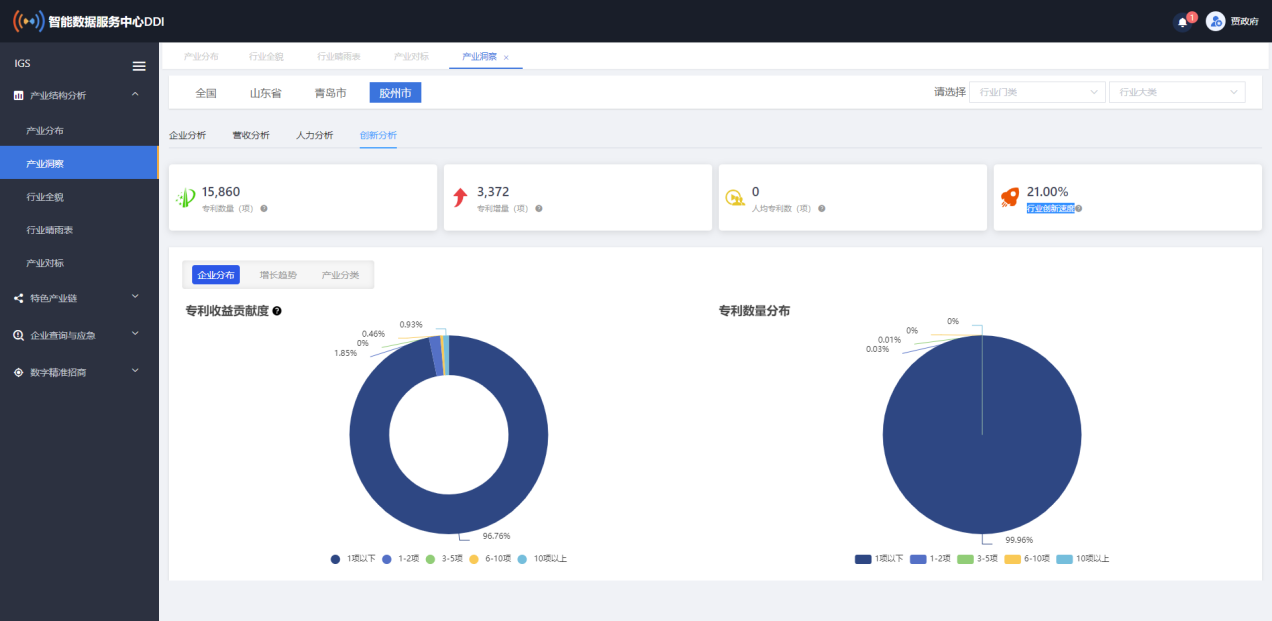 智能数据服务中心DDI
1
贾政府
IGS
产业结构分析
产业分布
产业洞察
行业全貌
行业晴雨表
产业对标
特色产业链
企业查询与应急
数字精准招商
产业分布 行业全貌 行业晴雨表 产业对标 产业洞察 ×
全国 山东省 青岛市 胶州市
请选择 行业门类 行业大类
企业分析 营收分析 人力分析 创新分析
15,860
专利数量（项）
3,372
专利增量（项）
0
人均专利数（项）
21.00%
行业创新速度
企业分布 增长趋势 产业分类
专利收益贡献度
0.93%
0.46%
0%
1.85%
96.76%
1项以下 1-2项 3-5项 6-10项 10项以上
专利数量分布
0%
0%
0.01%
0.03%
99.96%
1项以下 1-2项 3-5项 6-10项 10项以上